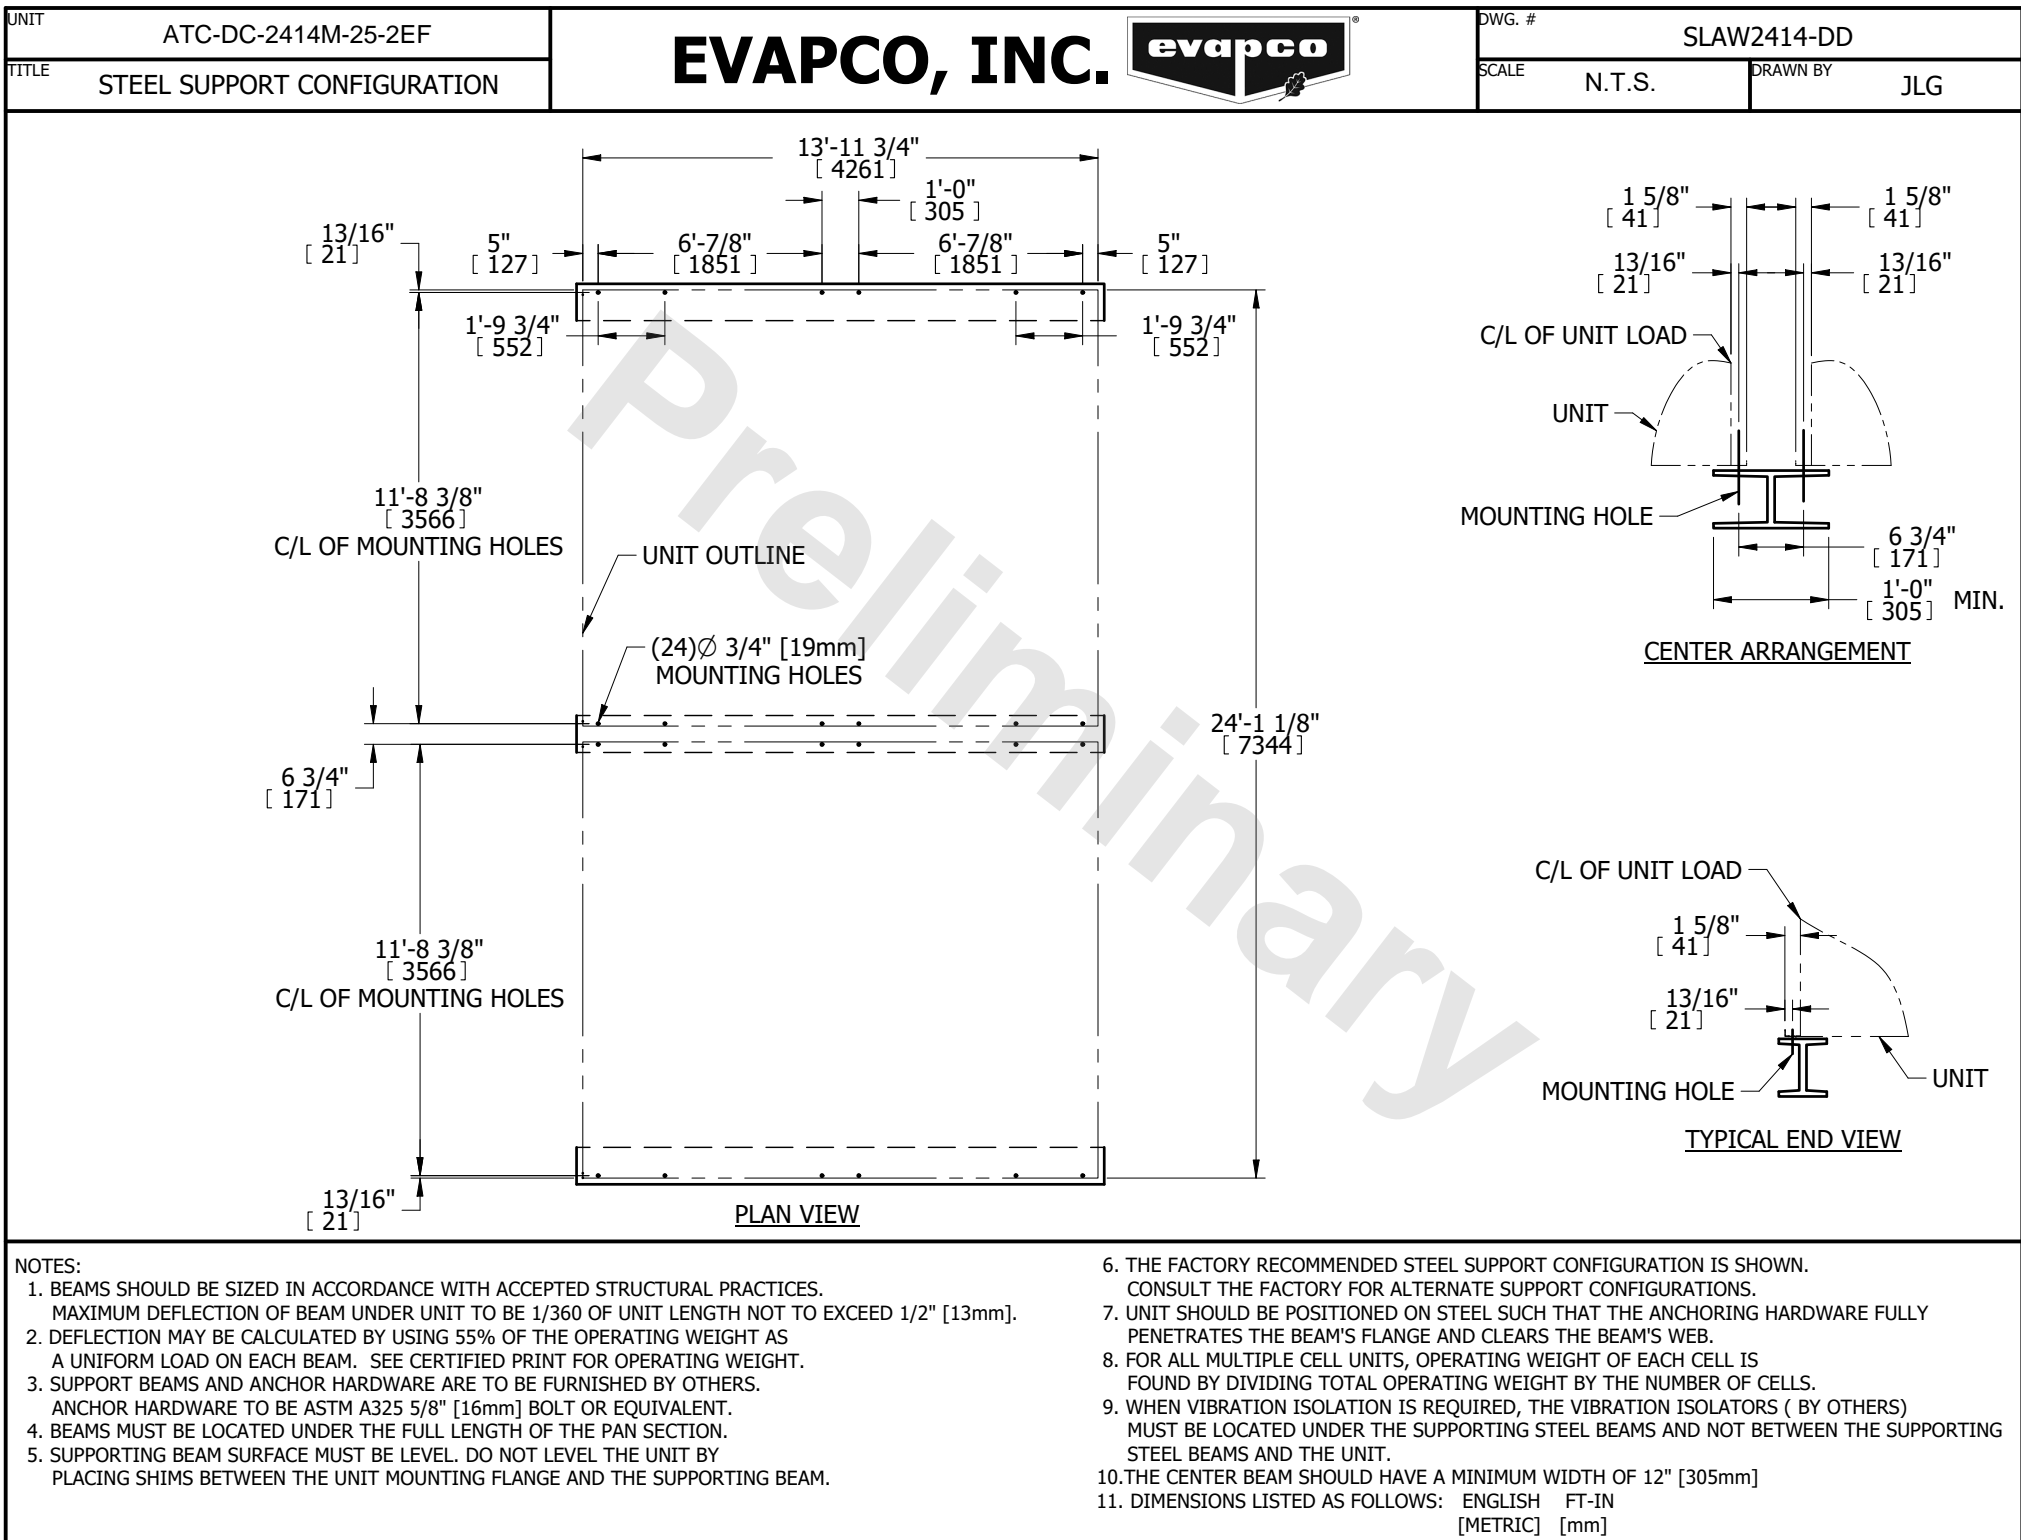 UNIT
ATC-DC-2414M-25-2EF
TITLE
STEEL SUPPORT CONFIGURATION
EVAPCO, INC.
evapco
®
DWG. #
SLAW2414-DD
SCALE
N.T.S.
DRAWN BY
JLG
13'-11 3/4"
[ 4261]
1'-0"
[ 305 ]
13/16"
[ 21]
5"
[ 127]
6'-7/8"
[ 1851 ]
6'-7/8"
[ 1851 ]
5"
[ 127]
1'-9 3/4"
[ 552]
1'-9 3/4"
[ 552]
11'-8 3/8"
[ 3566]
C/L OF MOUNTING HOLES
UNIT OUTLINE
(24)∅ 3/4" [19mm]
MOUNTING HOLES
24'-1 1/8"
[ 7344]
6 3/4"
[ 171]
11'-8 3/8"
[ 3566]
C/L OF MOUNTING HOLES
13/16"
[ 21]
PLAN VIEW
Preliminary
1 5/8"
[ 41]
1 5/8"
[ 41]
13/16"
[ 21]
13/16"
[ 21]
C/L OF UNIT LOAD
UNIT
MOUNTING HOLE
6 3/4"
[ 171]
1'-0"
[ 305] MIN.
CENTER ARRANGEMENT
C/L OF UNIT LOAD
1 5/8"
[ 41]
13/16"
[ 21]
MOUNTING HOLE
UNIT
TYPICAL END VIEW
NOTES:
1. BEAMS SHOULD BE SIZED IN ACCORDANCE WITH ACCEPTED STRUCTURAL PRACTICES.
MAXIMUM DEFLECTION OF BEAM UNDER UNIT TO BE 1/360 OF UNIT LENGTH NOT TO EXCEED 1/2" [13mm].
2. DEFLECTION MAY BE CALCULATED BY USING 55% OF THE OPERATING WEIGHT AS
A UNIFORM LOAD ON EACH BEAM. SEE CERTIFIED PRINT FOR OPERATING WEIGHT.
3. SUPPORT BEAMS AND ANCHOR HARDWARE ARE TO BE FURNISHED BY OTHERS.
ANCHOR HARDWARE TO BE ASTM A325 5/8" [16mm] BOLT OR EQUIVALENT.
4. BEAMS MUST BE LOCATED UNDER THE FULL LENGTH OF THE PAN SECTION.
5. SUPPORTING BEAM SURFACE MUST BE LEVEL. DO NOT LEVEL THE UNIT BY
PLACING SHIMS BETWEEN THE UNIT MOUNTING FLANGE AND THE SUPPORTING BEAM.
6. THE FACTORY RECOMMENDED STEEL SUPPORT CONFIGURATION IS SHOWN.
CONSULT THE FACTORY FOR ALTERNATE SUPPORT CONFIGURATIONS.
7. UNIT SHOULD BE POSITIONED ON STEEL SUCH THAT THE ANCHORING HARDWARE FULLY
PENETRATES THE BEAM'S FLANGE AND CLEARS THE BEAM'S WEB.
8. FOR ALL MULTIPLE CELL UNITS, OPERATING WEIGHT OF EACH CELL IS
FOUND BY DIVIDING TOTAL OPERATING WEIGHT BY THE NUMBER OF CELLS.
9. WHEN VIBRATION ISOLATION IS REQUIRED, THE VIBRATION ISOLATORS ( BY OTHERS)
MUST BE LOCATED UNDER THE SUPPORTING STEEL BEAMS AND NOT BETWEEN THE SUPPORTING
STEEL BEAMS AND THE UNIT.
10.THE CENTER BEAM SHOULD HAVE A MINIMUM WIDTH OF 12" [305mm]
11. DIMENSIONS LISTED AS FOLLOWS: ENGLISH FT-IN
[METRIC] [mm]